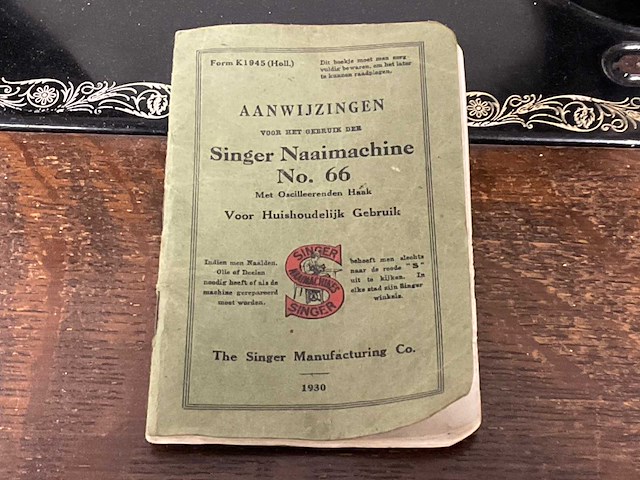 Form K1945 (Holl.)
Dit boekje moet men zorg
vuldig bewaren, om het later
te kunnen raadplegen.
AANWIJZINGEN
VOOR HET GEBRUIK DER
Singer Naaimachine
No. 66
Met Oscilleerenden Haak
Voor Huishoudelijk Gebruik
Indien men Naalden,
Olie of Deelen
noodig heeft of als de
machine gerepareerd
moet worden,
SINGER
NAAIMACHINES
SINGER
behoeft men slechts
naar de roode "S"
uit te kijken. In
elke stad zijn Singer
winkels.
The Singer Manufacturing Co.
1930